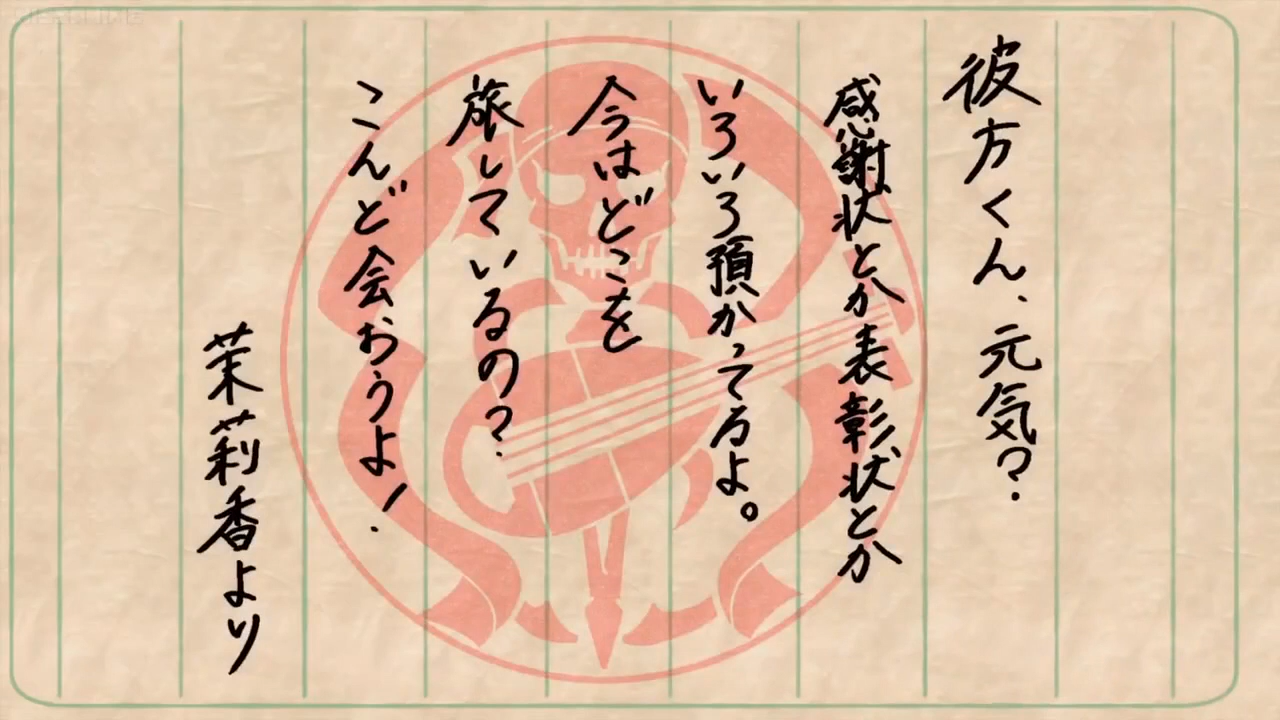 彼方くん、元気?
感謝状とか表彰状とか
いろいろ預かってるよ。
今はどこを
旅しているの?
こんど会おうよ!
茉莉香より